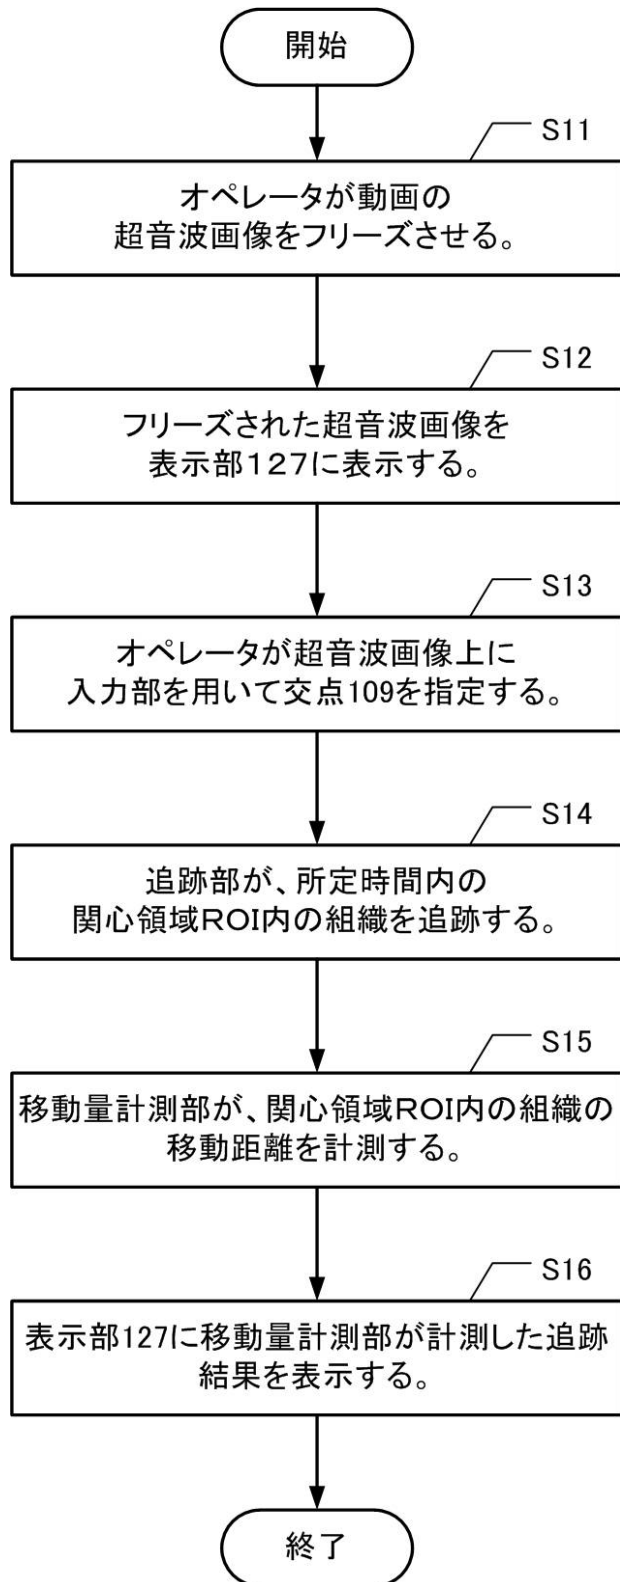 開始
S11
オペレータが動画の
超音波画像をフリーズさせる。
S12
フリーズされた超音波画像を
表示部127に表示する。
S13
オペレータが超音波画像上に
入力部を用いて交点109を指定する。
S14
追跡部が、所定時間内の
関心領域ROI内の組織を追跡する。
S15
移動量計測部が、関心領域ROI内の組織の
移動距離を計測する。
S16
表示部127に移動量計測部が計測した追跡
結果を表示する。
終了